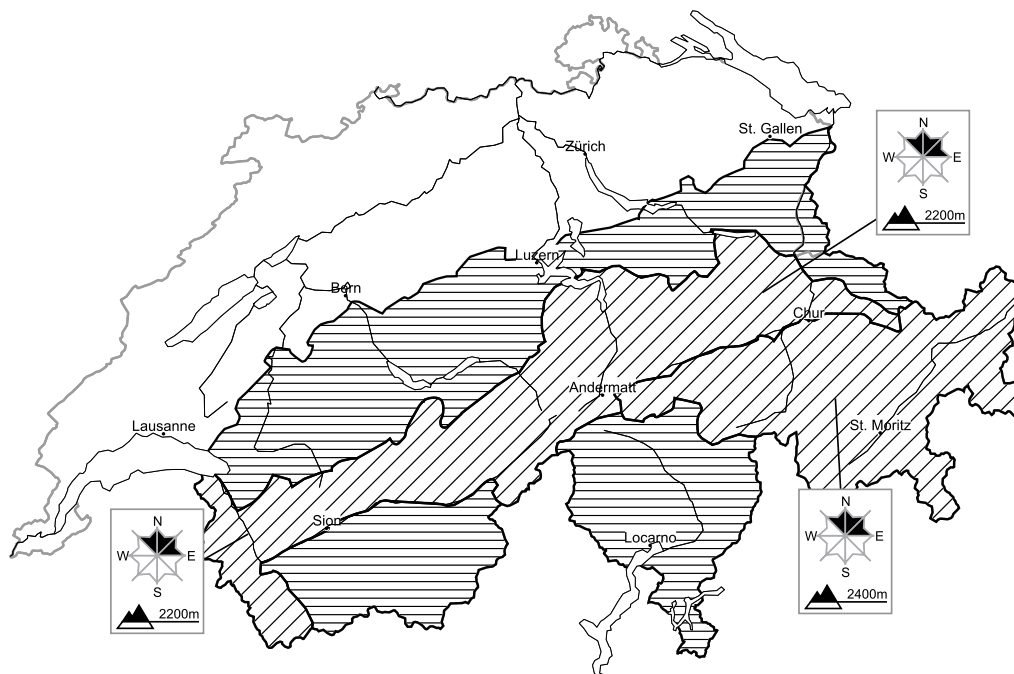 St. Gallen
Zürich
N
W E
S
2200m
Luzern
Bern
Chur
Andermatt
Lausanne
St. Moritz
N
W E
S
2400m
Sion
N
W E
S
2200m
Locarno